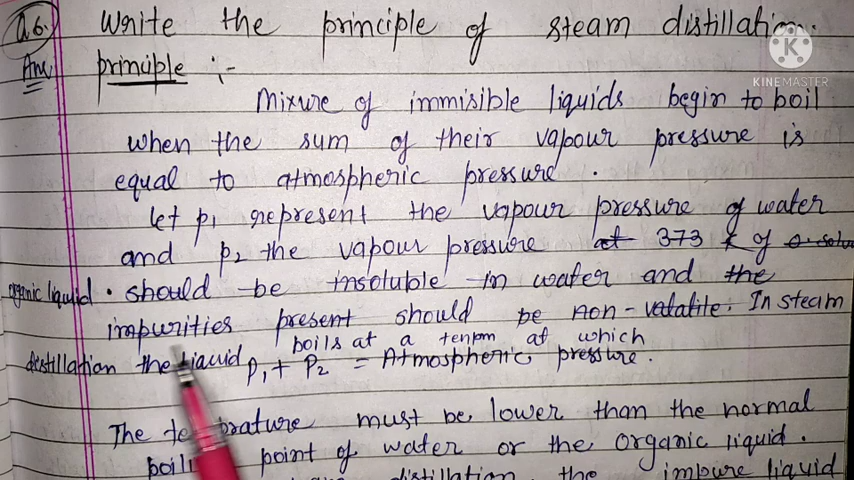 Q6. Write the principle of steam distillation.
Ans principle :-
Mixure of immisible liquids begin to boil
when the sum of their vapour pressure is
equal to atmospheric pressure.
let p1 represent the vapour pressure of water
and p2 the vapour pressure at 373 K of
organic liquid. should be insoluble in water and the
impurities present should be non-volatile. In steam
distillation the liquid boils at a temp at which
P1 + P2 = Atmospheric pressure.
The must be lower than the normal
point of water or the organic liquid.
distillation, the impure liquid
KINEMASTER